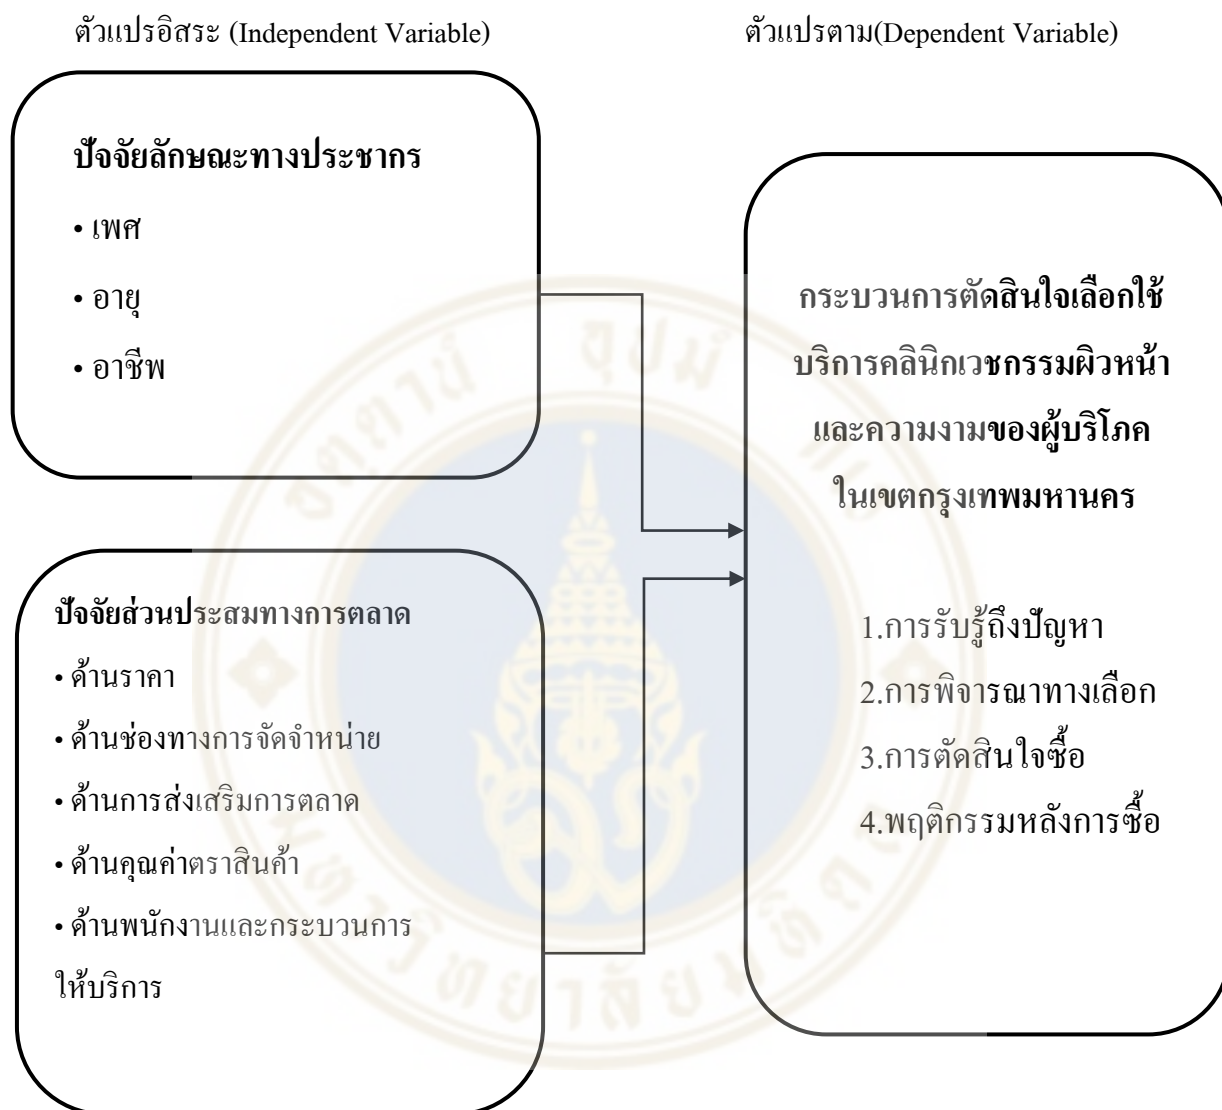 ตัวแปรอิสระ (Independent Variable)
ตัวแปรตาม(Dependent Variable)
ปัจจัยลักษณะทางประชากร
• เพศ
• อายุ
• อาชีพ
ปัจจัยส่วนประสมทางการตลาด
• ด้านราคา
• ด้านช่องทางการจัดจำหน่าย
• ด้านการส่งเสริมการตลาด
• ด้านคุณค่าตราสินค้า
• ด้านพนักงานและกระบวนการ
ให้บริการ
กระบวนการตัดสินใจเลือกใช้
บริการคลินิกเวชกรรมผิวหน้า
และความงามของผู้บริโภค
ในเขตกรุงเทพมหานคร
1.การรับรู้ถึงปัญหา
2.การพิจารณาทางเลือก
3.การตัดสินใจซื้อ
4.พฤติกรรมหลังการซื้อ
มหาวิทยาลัยมหิดล